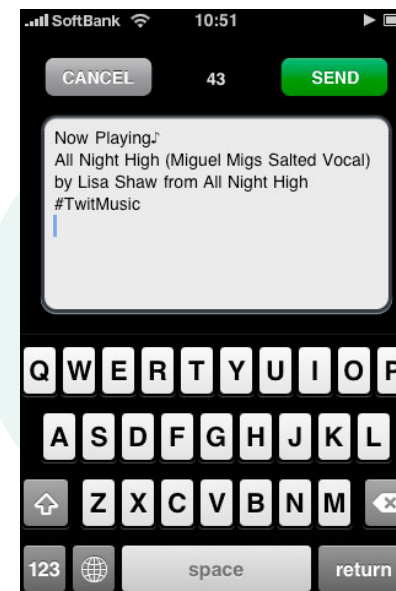 SoftBank 10:51
CANCEL 43 SEND
Now Playing♪
All Night High (Miguel Migs Salted Vocal)
by Lisa Shaw from All Night High
#TwitMusic
Q W E R T Y U I O P
A S D F G H J K L
Z X C V B N M
123 space return